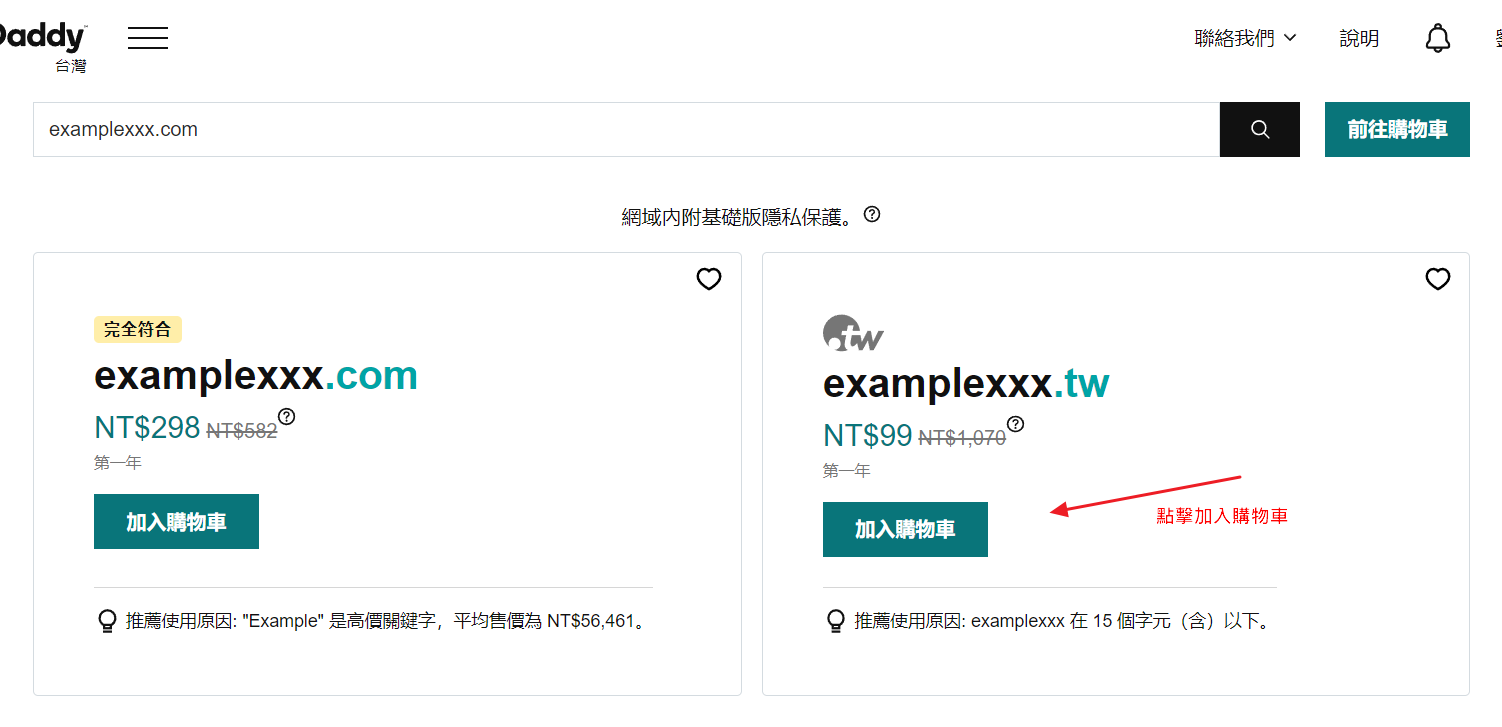 Daddy
台灣
聯絡我們
說明
examplexxx.com
前往購物車
網域內附基礎版隱私保護。
完全符合
examplexxx.com
NT$298 NT$582
第一年
加入購物車
推薦使用原因: "Example" 是高價關鍵字，平均售價為 NT$56,461。
.tw
examplexxx.tw
NT$99 NT$1,070
第一年
加入購物車
點擊加入購物車
推薦使用原因: examplexxx 在 15 個字元（含）以下。